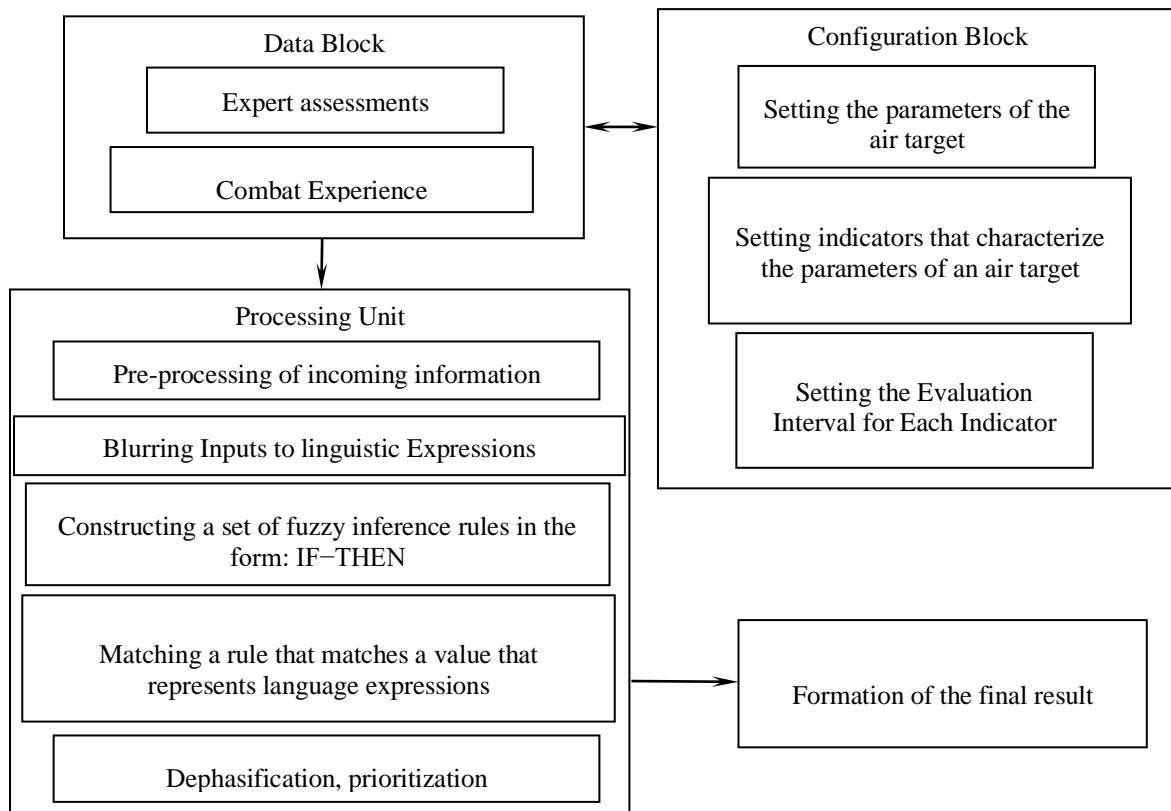 Data Block
Expert assessments
Combat Experience
Configuration Block
Setting the parameters of the
air target
Setting indicators that characterize
the parameters of an air target
Setting the Evaluation
Interval for Each Indicator
Processing Unit
Pre-processing of incoming information
Blurring Inputs to linguistic Expressions
Constructing a set of fuzzy inference rules in the
form: IF−THEN
Matching a rule that matches a value that
represents language expressions
Dephasification, prioritization
Formation of the final result